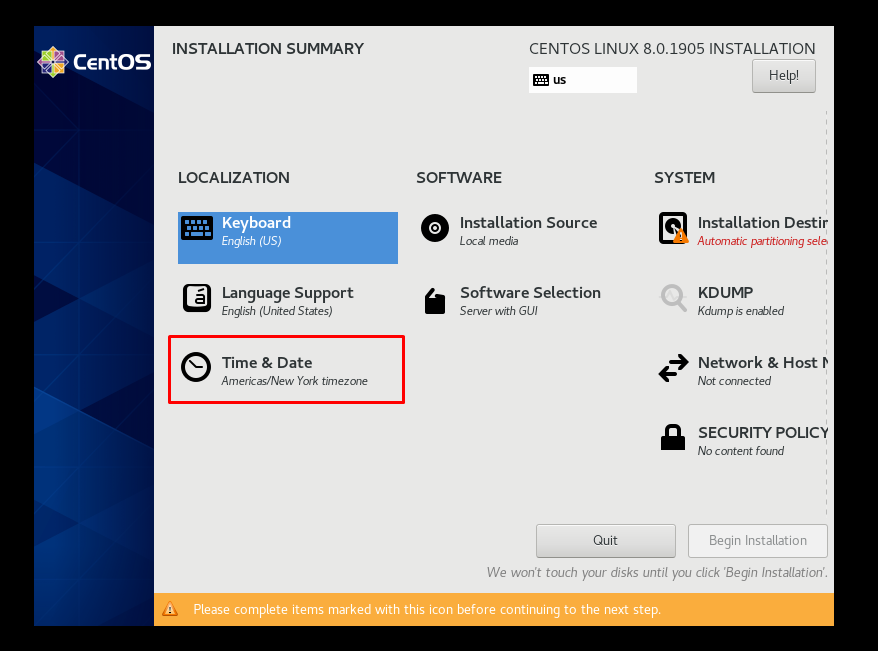 CentOS
INSTALLATION SUMMARY
CENTOS LINUX 8.0.1905 INSTALLATION
us
Help!
LOCALIZATION
Keyboard
English (US)
Language Support
English (United States)
Time & Date
Americas/New York timezone
SOFTWARE
Installation Source
Local media
Software Selection
Server with GUI
SYSTEM
Installation Destin
Automatic partitioning sele
KDUMP
Kdump is enabled
Network & Host N
Not connected
SECURITY POLICY
No content found
Quit
Begin Installation
We won't touch your disks until you click 'Begin Installation'.
Please complete items marked with this icon before continuing to the next step.